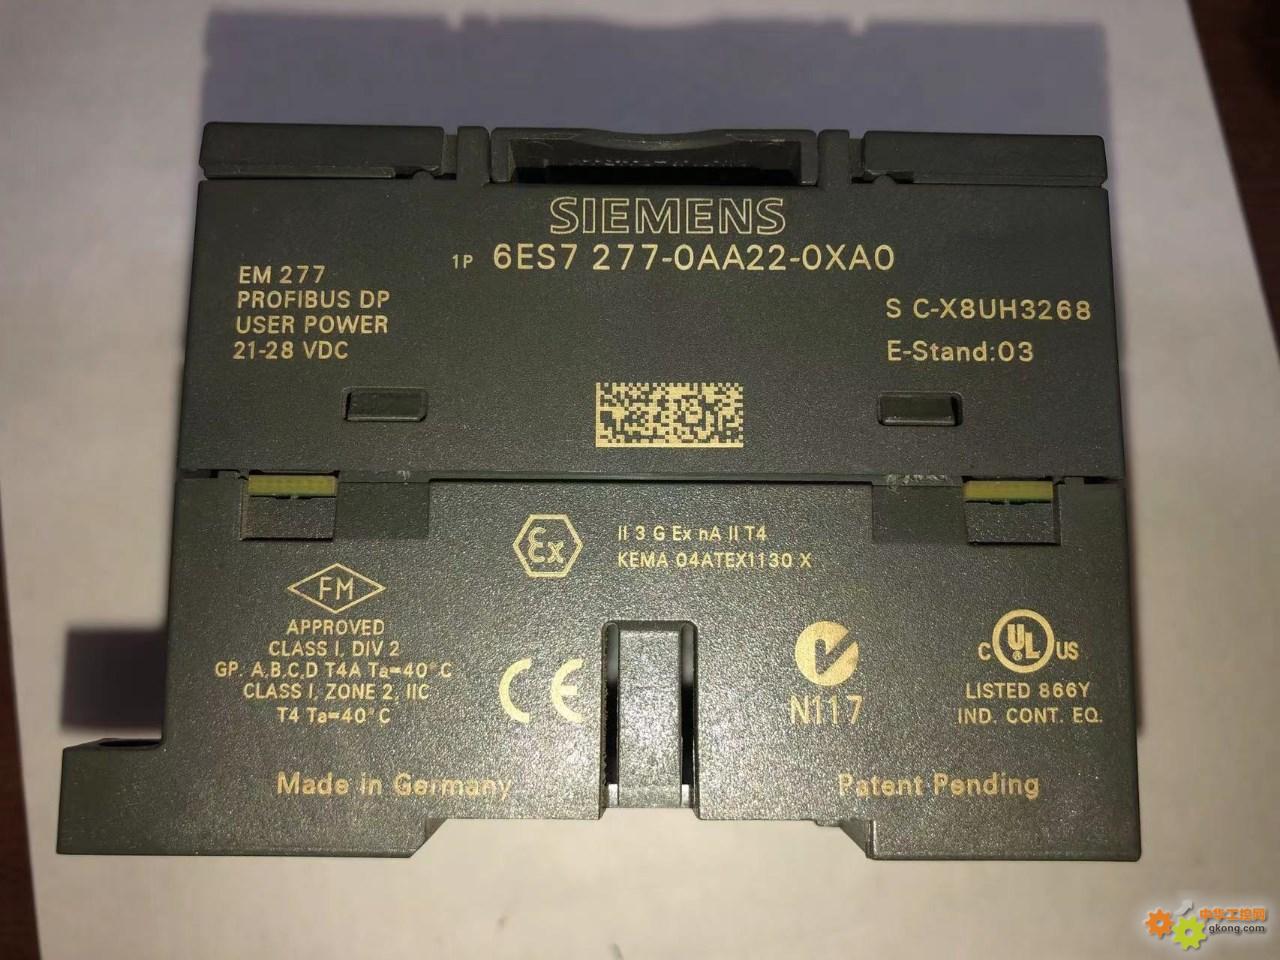 SIEMENS
1P 6ES7 277-0AA22-0XA0
EM 277
PROFIBUS DP
USER POWER
21-28 VDC
S C-X8UH3268
E-Stand:03
Ex
II 3 G Ex nA II T4
KEMA 04ATEX1130 X
FM
APPROVED
CLASS I, DIV 2
GP. A,B,C,D T4A Ta=40°C
CLASS I, ZONE 2, IIC
T4 Ta=40°C
CE
N117
C UL US
LISTED 866Y
IND. CONT. EQ.
Made in Germany
Patent Pending
中华工控网
gkong.com